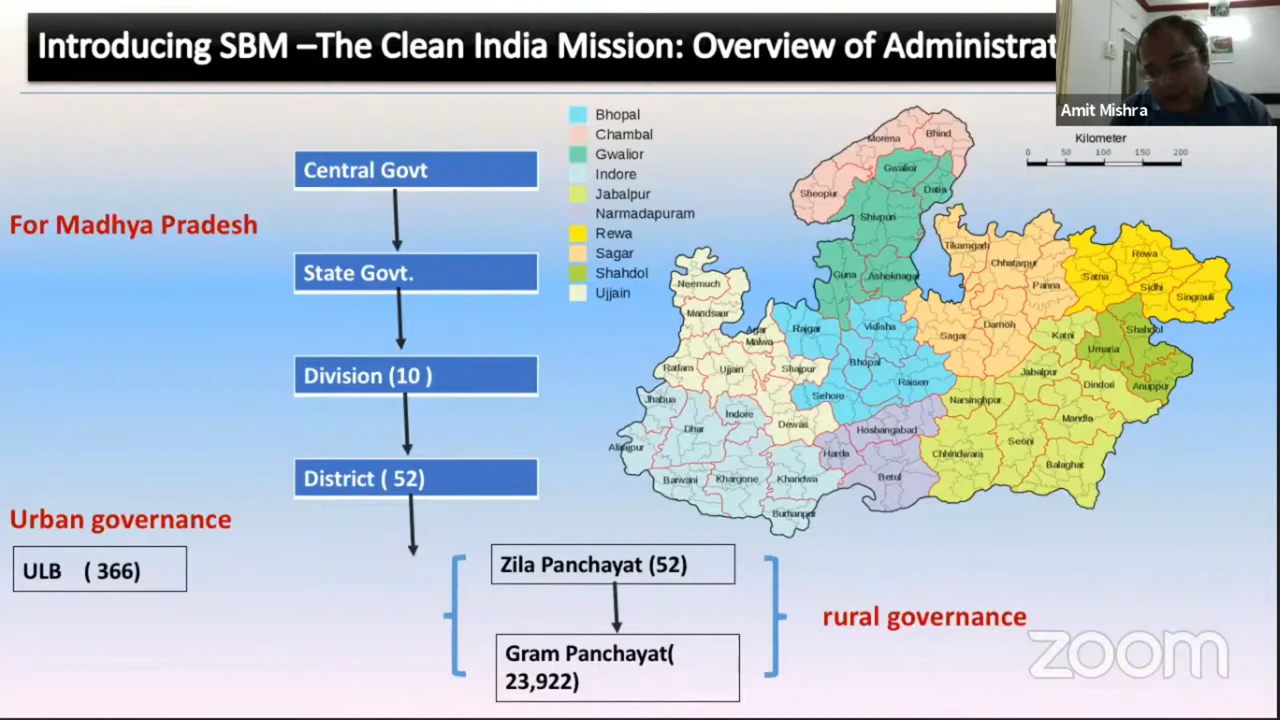 Introducing SBM –The Clean India Mission: Overview of Administrat
Amit Mishra
For Madhya Pradesh
Central Govt
State Govt.
Division (10 )
District ( 52)
Urban governance
ULB ( 366)
Zila Panchayat (52)
Gram Panchayat(
23,922)
rural governance
Bhopal
Chambal
Gwalior
Indore
Jabalpur
Narmadapuram
Rewa
Sagar
Shahdol
Ujjain
Kilometer
0 50 100 150 200
Morena
Bhind
Gwalior
Sheopur
Datia
Shivpuri
Guna
Ashoknagar
Tikamgarh
Chhatarpur
Panna
Satna
Rewa
Sidhi
Singrauli
Neemuch
Mandsaur
Agar
Malwa
Rajgar
Vidisha
Sagar
Damoh
Katni
Shahdol
Umaria
Ratlam
Ujjain
Shajpur
Bhopal
Raisen
Jabalpur
Dindori
Anuppur
Jhabua
Indore
Dewas
Sehore
Narsinghpur
Mandla
Dhar
Hoshangabad
Alirajpur
Harda
Chhindwara
Seoni
Balaghat
Barwani
Khargone
Khandwa
Betul
Burhanpur
zoom